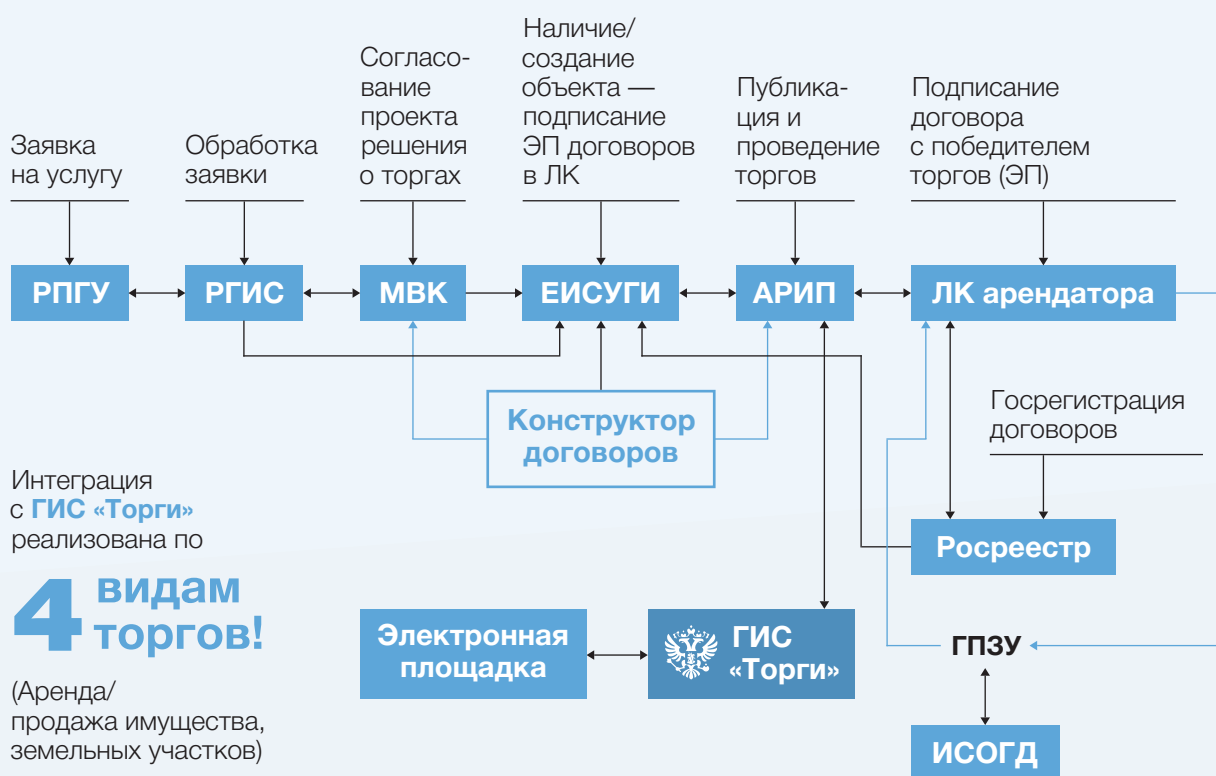 Заявка
на услугу
Обработка
заявки
Согласо-
вание
проекта
решения
о торгах
Наличие/
создание
объекта —
подписание
ЭП договоров
в ЛК
Публика-
ция и
проведение
торгов
Подписание
договора
с победителем
торгов (ЭП)
РПГУ
РГИС
МВК
ЕИСУГИ
АРИП
ЛК арендатора
Конструктор
договоров
Госрегистрация
договоров
Росреестр
Интеграция
с ГИС «Торги»
реализована по
4 видам
торгов!
(Аренда/
продажа имущества,
земельных участков)
Электронная
площадка
ГИС
«Торги»
ГПЗУ
ИСОГД